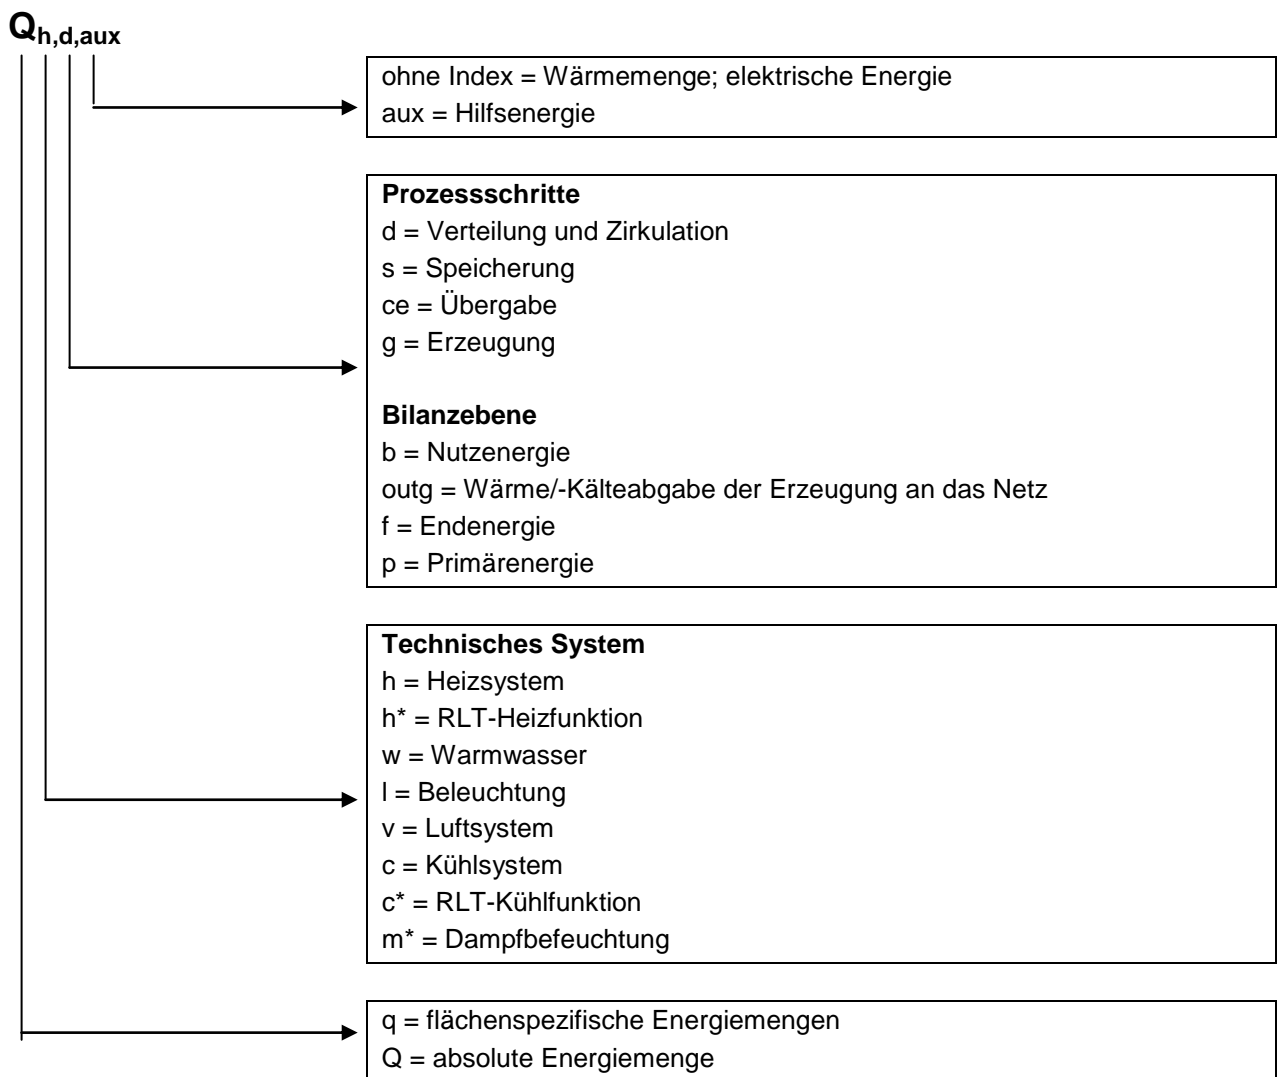 Qh,d,aux
ohne Index = Wärmemenge; elektrische Energie
aux = Hilfsenergie
Prozessschritte
d = Verteilung und Zirkulation
s = Speicherung
ce = Übergabe
g = Erzeugung
Bilanzebene
b = Nutzenergie
outg = Wärme/-Kälteabgabe der Erzeugung an das Netz
f = Endenergie
p = Primärenergie
Technisches System
h = Heizsystem
h* = RLT-Heizfunktion
w = Warmwasser
l = Beleuchtung
v = Luftsystem
c = Kühlsystem
c* = RLT-Kühlfunktion
m* = Dampfbefeuchtung
q = flächenspezifische Energiemengen
Q = absolute Energiemenge